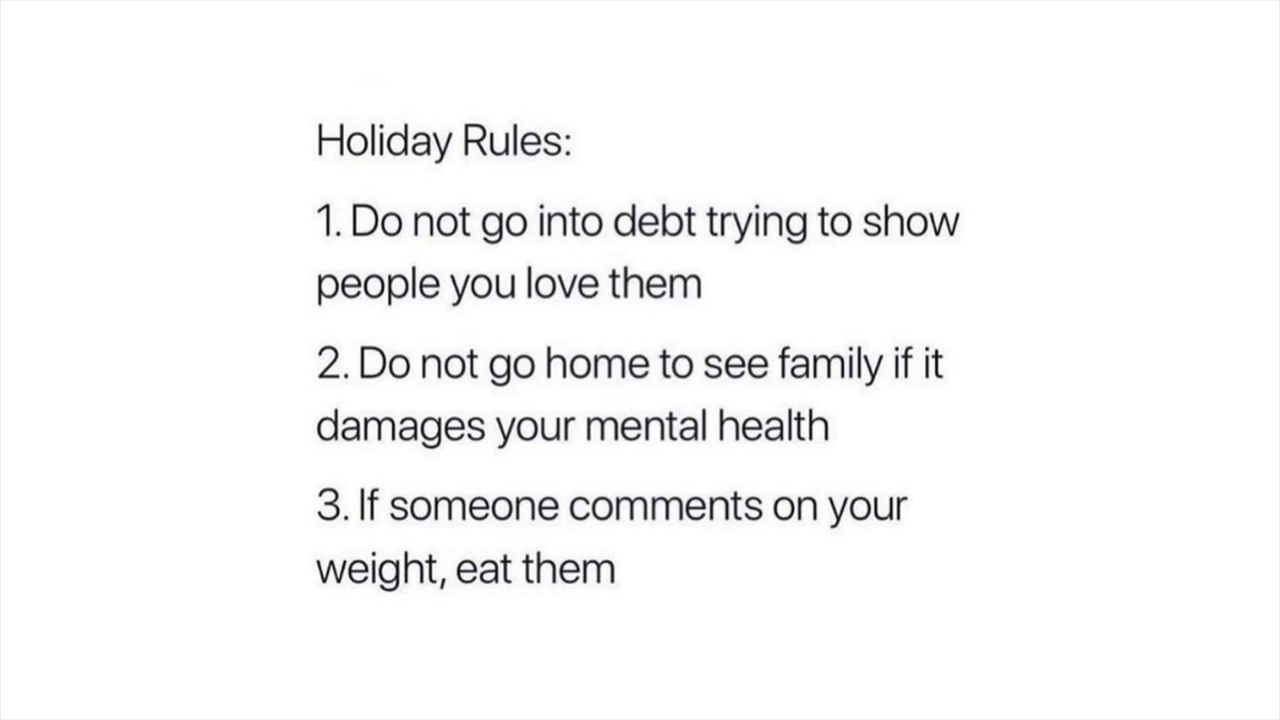 Holiday Rules:
1. Do not go into debt trying to show
people you love them
2. Do not go home to see family if it
damages your mental health
3. If someone comments on your
weight, eat them